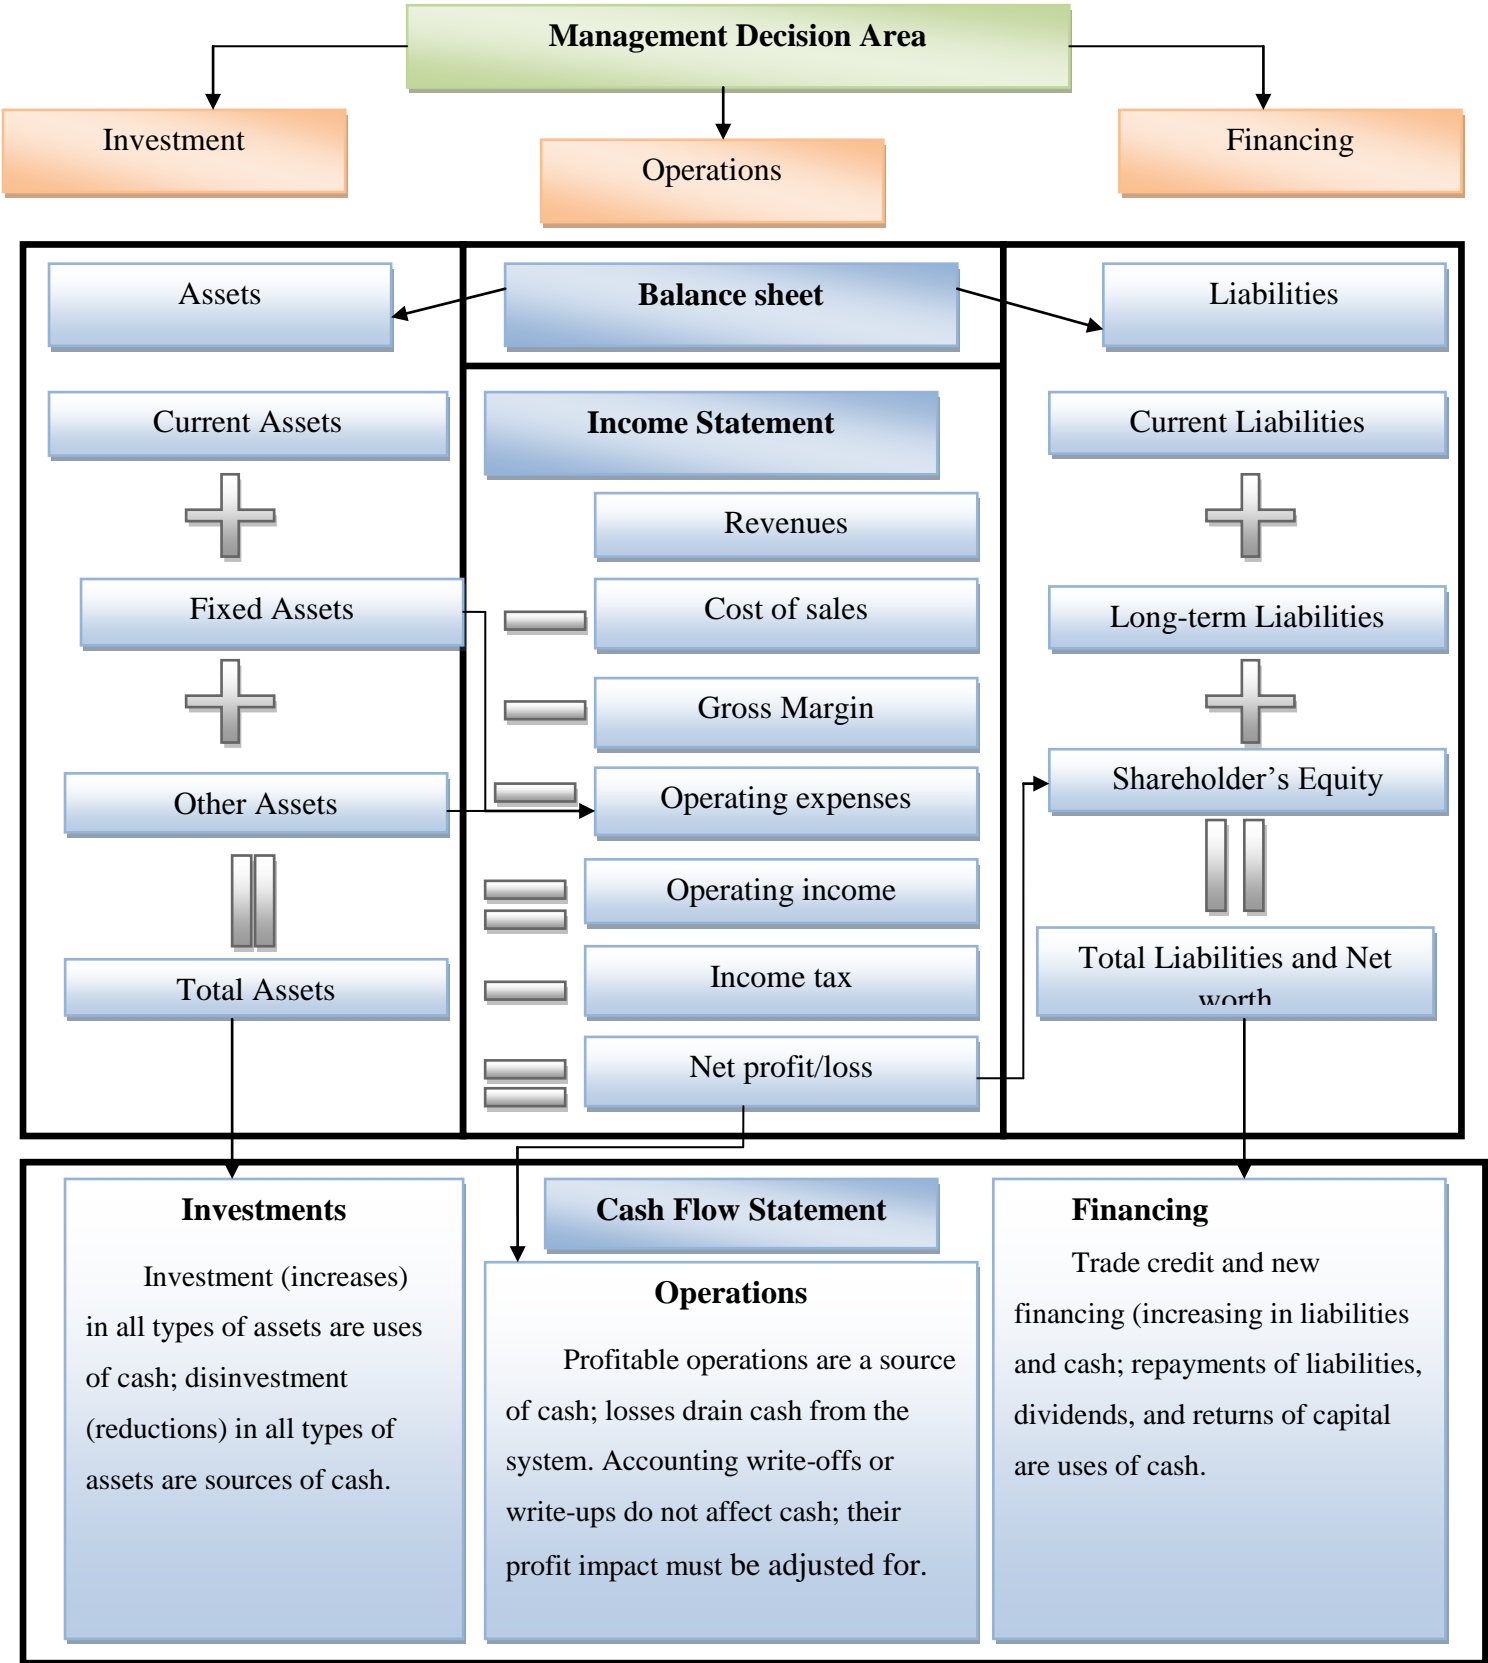 Management Decision Area
Investment
Operations
Financing
Assets
Balance sheet
Liabilities
Current Assets
Fixed Assets
Other Assets
Total Assets
Income Statement
Revenues
Cost of sales
Gross Margin
Operating expenses
Operating income
Income tax
Net profit/loss
Current Liabilities
Long-term Liabilities
Shareholder’s Equity
Total Liabilities and Net
worth
Investments
Investment (increases)
in all types of assets are uses
of cash; disinvestment
(reductions) in all types of
assets are sources of cash.
Cash Flow Statement
Operations
Profitable operations are a source
of cash; losses drain cash from the
system. Accounting write-offs or
write-ups do not affect cash; their
profit impact must be adjusted for.
Financing
Trade credit and new
financing (increasing in liabilities
and cash; repayments of liabilities,
dividends, and returns of capital
are uses of cash.